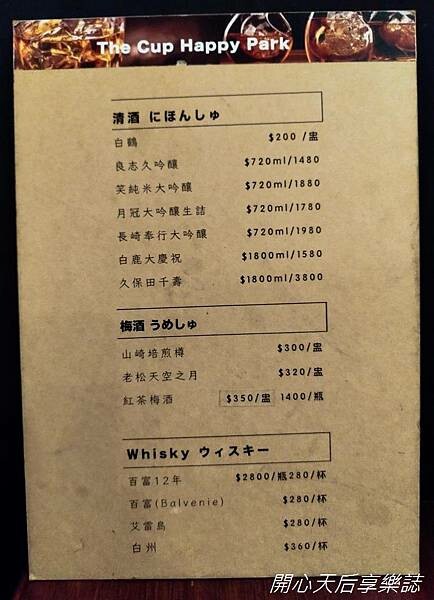 The Cup Happy Park
清酒 にほんしゅ
白鶴 $200 /盅
良志久吟釀 $720ml/1480
笑純米大吟釀 $720ml/1880
月冠大吟釀生詰 $720ml/1780
長崎奉行大吟釀 $720ml/1980
白鹿大慶祝 $1800ml/1580
久保田千壽 $1800ml/3800
梅酒 うめしゅ
山崎焙煎樽 $300/盅
老松天空之月 $320/盅
紅茶梅酒 $350/盅 1400/瓶
Whisky ウィスキー
百富12年 $2800/瓶280/杯
百富(Balvenie) $280/杯
艾雷島 $280/杯
白州 $360/杯
開心天后享樂誌